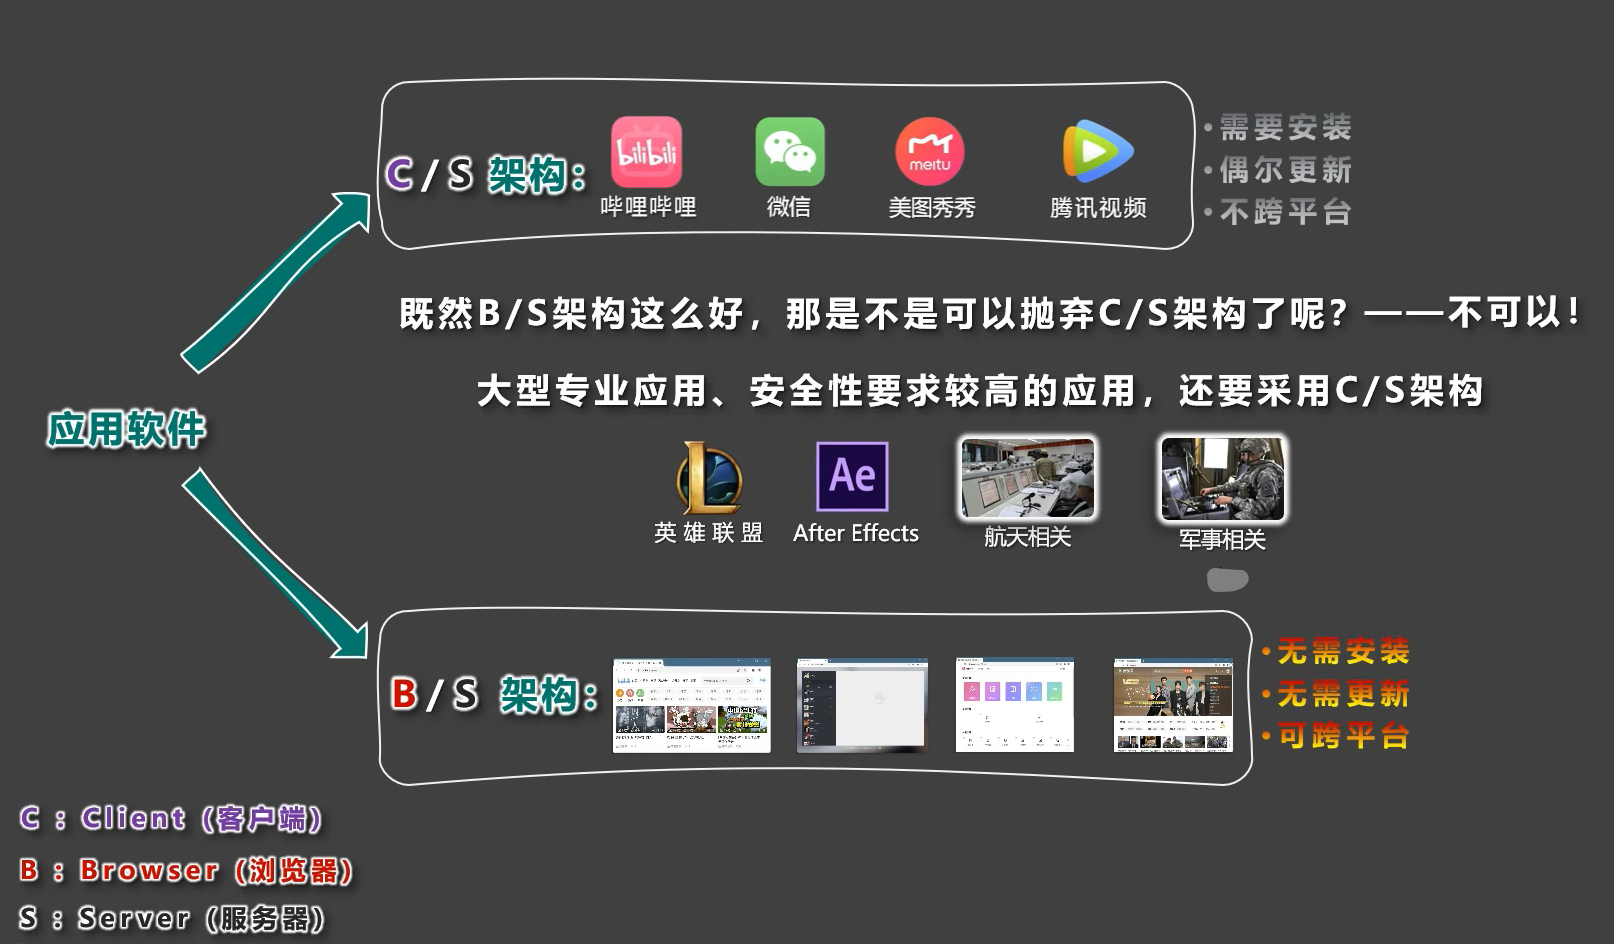 bilibili
meitu
C/S 架构：
哔哩哔哩
微信
美图秀秀
腾讯视频
·需要安装
·偶尔更新
·不跨平台
既然B/S架构这么好，那是不是可以抛弃C/S架构了呢？——不可以！
大型专业应用、安全性要求较高的应用，还要采用C/S架构
应用软件
Ae
英雄联盟
After Effects
航天相关
军事相关
B/S 架构：
·无需安装
·无需更新
·可跨平台
C：Client（客户端）
B：Browser（浏览器）
S：Server（服务器）